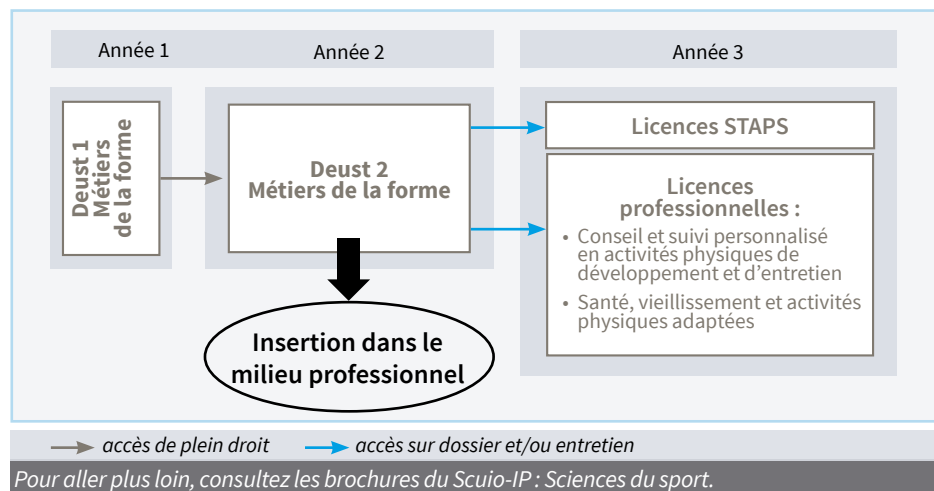 Année 1
Année 2
Année 3
Deust 1
Métiers
de la forme
Deust 2
Métiers de la forme
Licences STAPS
Licences
professionnelles :
• Conseil et suivi personnalisé
en activités physiques de
développement et d'entretien
• Santé, vieillissement et activités
physiques adaptées
Insertion dans le
milieu professionnel
accès de plein droit
accès sur dossier et/ou entretien
Pour aller plus loin, consultez les brochures du Scuio-IP : Sciences du sport.